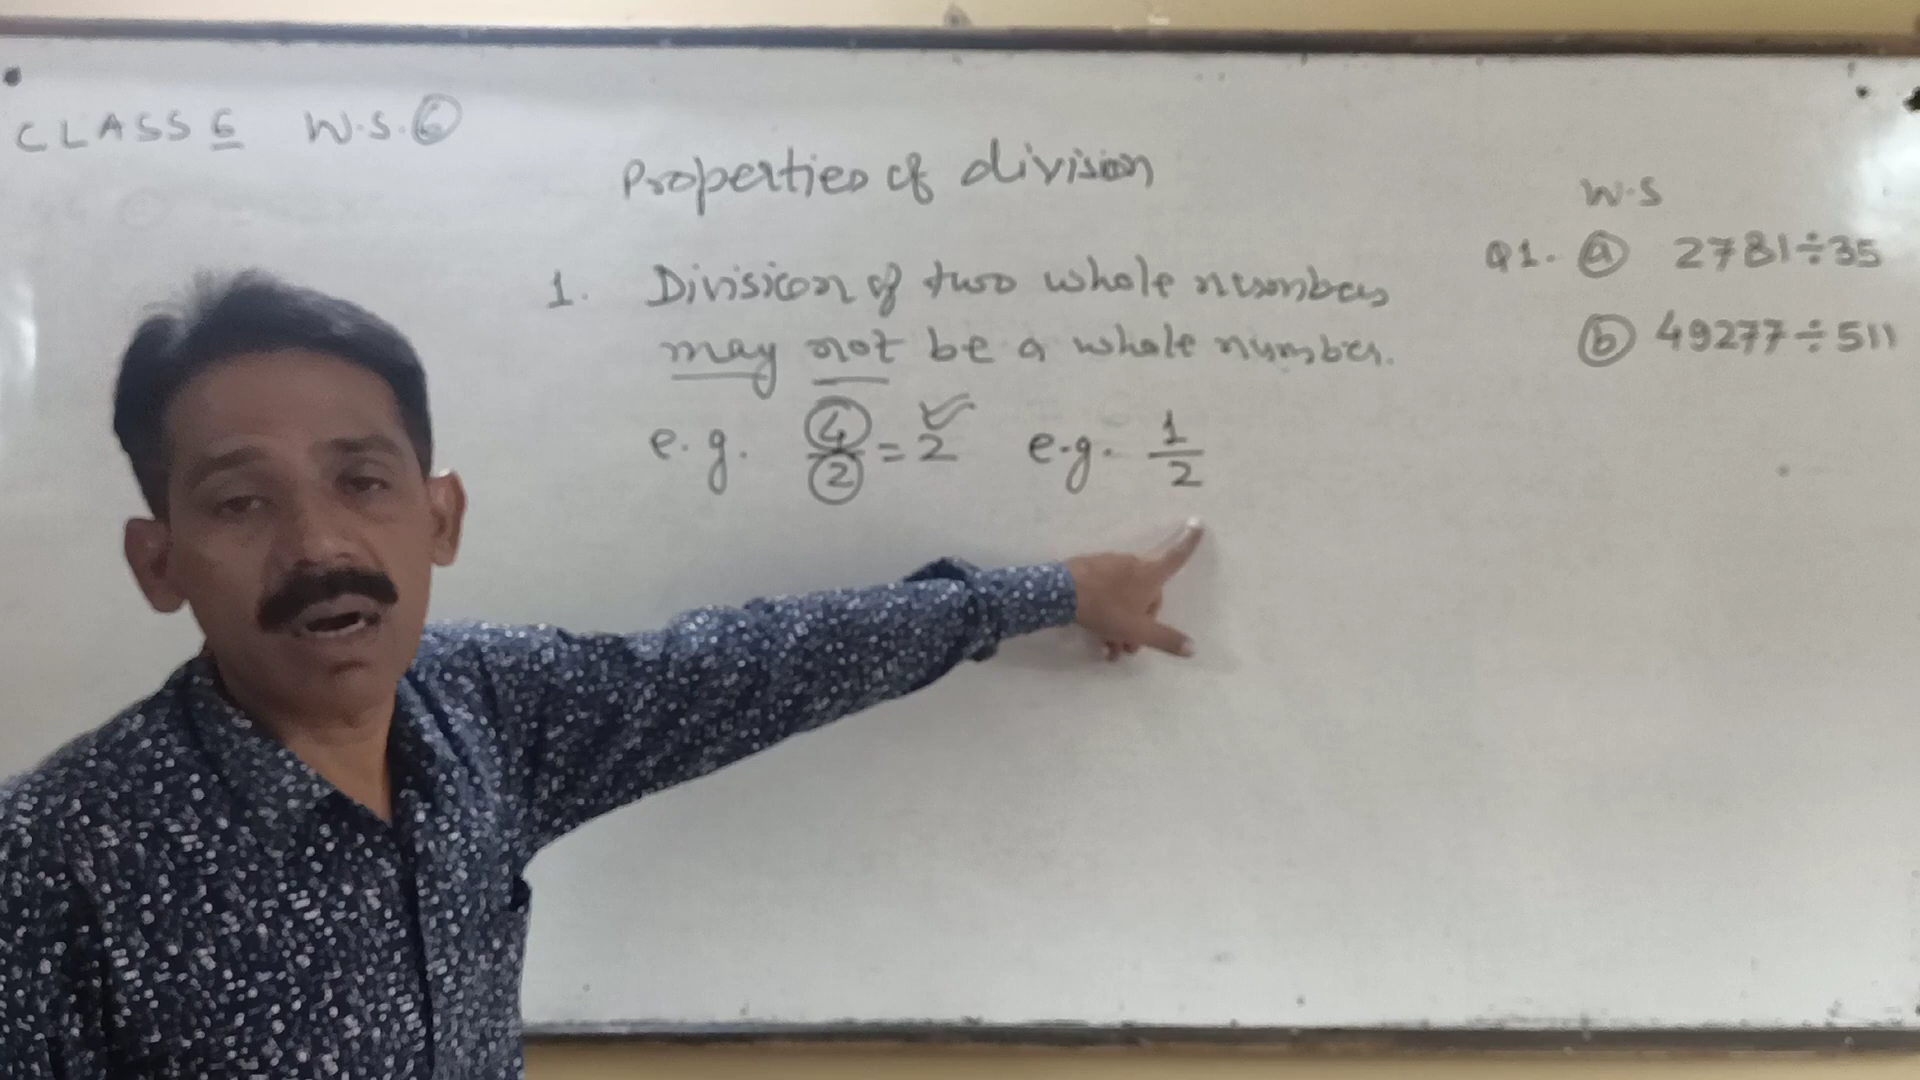 CLASS 6 W.S. 6
Properties of division
1. Division of two whole numbers
may not be a whole number.
e.g. 4/2 = 2 e.g. 1/2
W.S
Q1. a 2781÷35
b 49277÷511